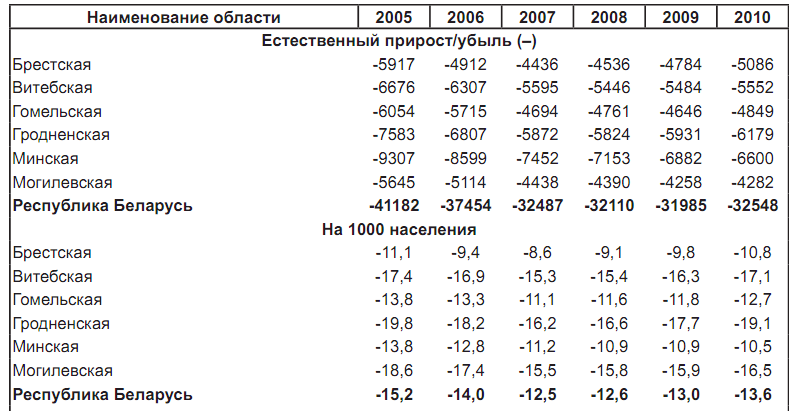 Наименование области 2005 2006 2007 2008 2009 2010
Естественный прирост/убыль (–)
Брестская -5917 -4912 -4436 -4536 -4784 -5086
Витебская -6676 -6307 -5595 -5446 -5484 -5552
Гомельская -6054 -5715 -4694 -4761 -4646 -4849
Гродненская -7583 -6807 -5872 -5824 -5931 -6179
Минская -9307 -8599 -7452 -7153 -6882 -6600
Могилевская -5645 -5114 -4438 -4390 -4258 -4282
Республика Беларусь -41182 -37454 -32487 -32110 -31985 -32548
На 1000 населения
Брестская -11,1 -9,4 -8,6 -9,1 -9,8 -10,8
Витебская -17,4 -16,9 -15,3 -15,4 -16,3 -17,1
Гомельская -13,8 -13,3 -11,1 -11,6 -11,8 -12,7
Гродненская -19,8 -18,2 -16,2 -16,6 -17,7 -19,1
Минская -13,8 -12,8 -11,2 -10,9 -10,9 -10,5
Могилевская -18,6 -17,4 -15,5 -15,8 -15,9 -16,5
Республика Беларусь -15,2 -14,0 -12,5 -12,6 -13,0 -13,6